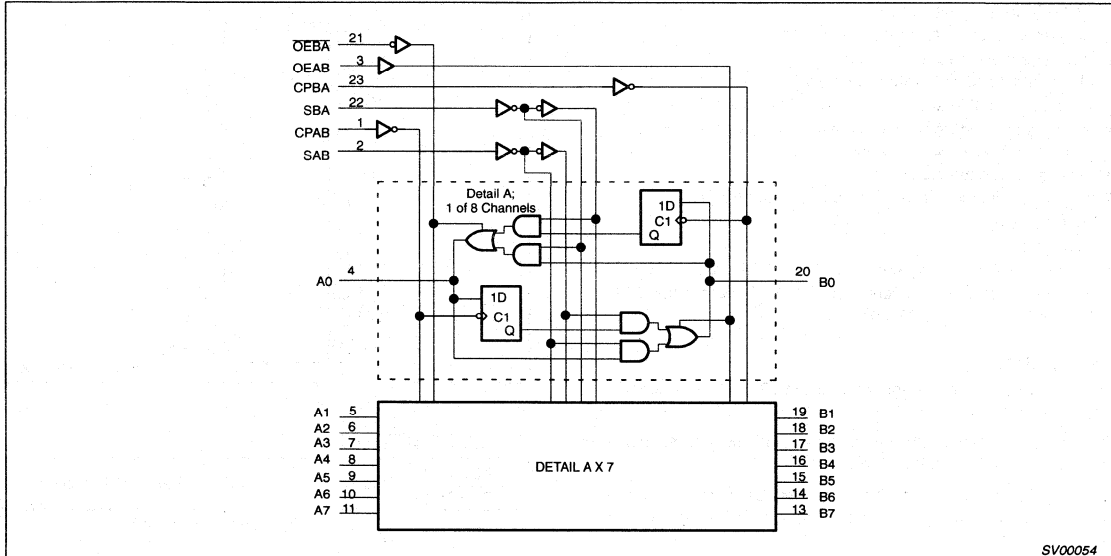 OEBA 21
OEAB 3
CPBA 23
SBA 22
CPAB 1
SAB 2
Detail A;
1 of 8 Channels
1D
C1
Q
A0 4
20 B0
1D
C1
Q
A1 5
A2 6
A3 7
A4 8
A5 9
A6 10
A7 11
DETAIL A X 7
19 B1
18 B2
17 B3
16 B4
15 B5
14 B6
13 B7
SV00054